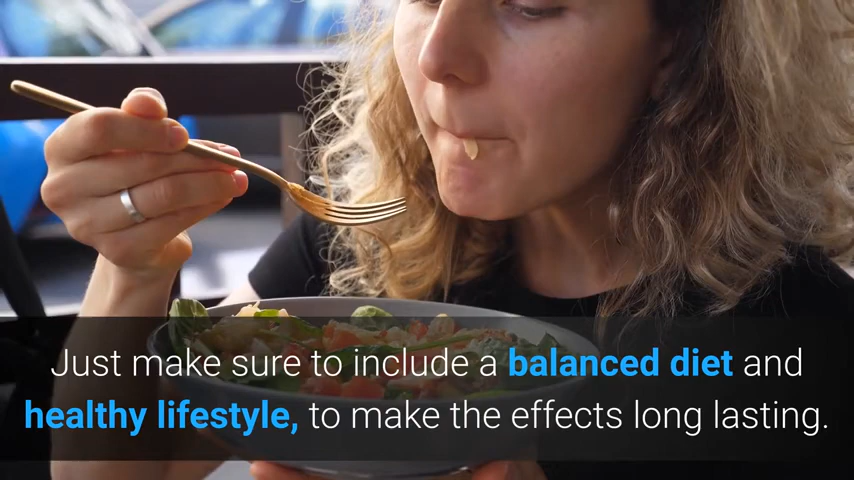 Just make sure to include a balanced diet and
healthy lifestyle, to make the effects long lasting.